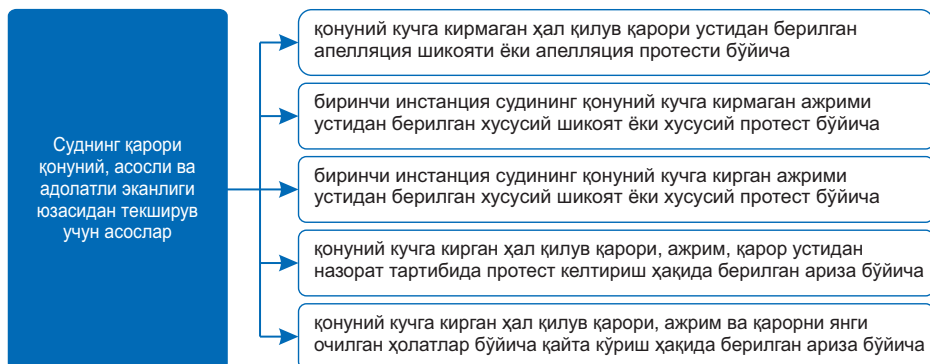 Суднинг қарори
қонуний, асосли ва
адолатли эканлиги
юзасидан текширув
учун асослар
қонуний кучга кирмаган ҳал қилув қарори устидан берилган
апелляция шикояти ёки апелляция протести бўйича
биринчи инстанция судининг қонуний кучга кирмаган ажрими
устидан берилган хусусий шикоят ёки хусусий протест бўйича
биринчи инстанция судининг қонуний кучга кирган ажрими
устидан берилган хусусий шикоят ёки хусусий протест бўйича
қонуний кучга кирган ҳал қилув қарори, ажрим, қарор устидан
назорат тартибида протест келтириш ҳақида берилган ариза бўйича
қонуний кучга кирган ҳал қилув қарори, ажрим ва қарорни янги
очилган ҳолатлар бўйича қайта кўриш ҳақида берилган ариза бўйича